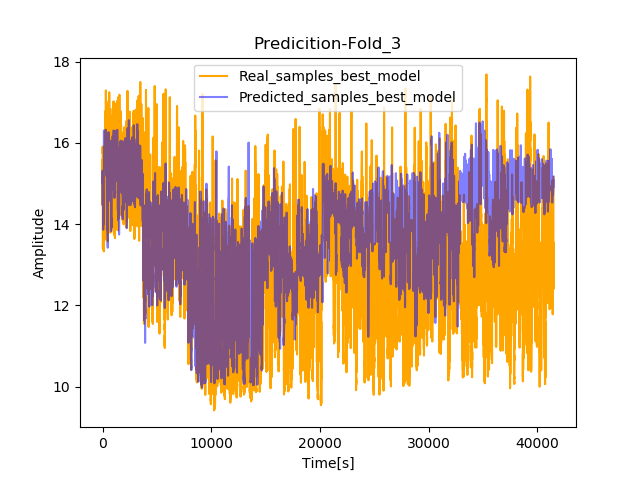 Predicition-Fold_3
Real_samples_best_model
Predicted_samples_best_model
18
16
14
12
10
Amplitude
0
10000
20000
30000
40000
Time[s]